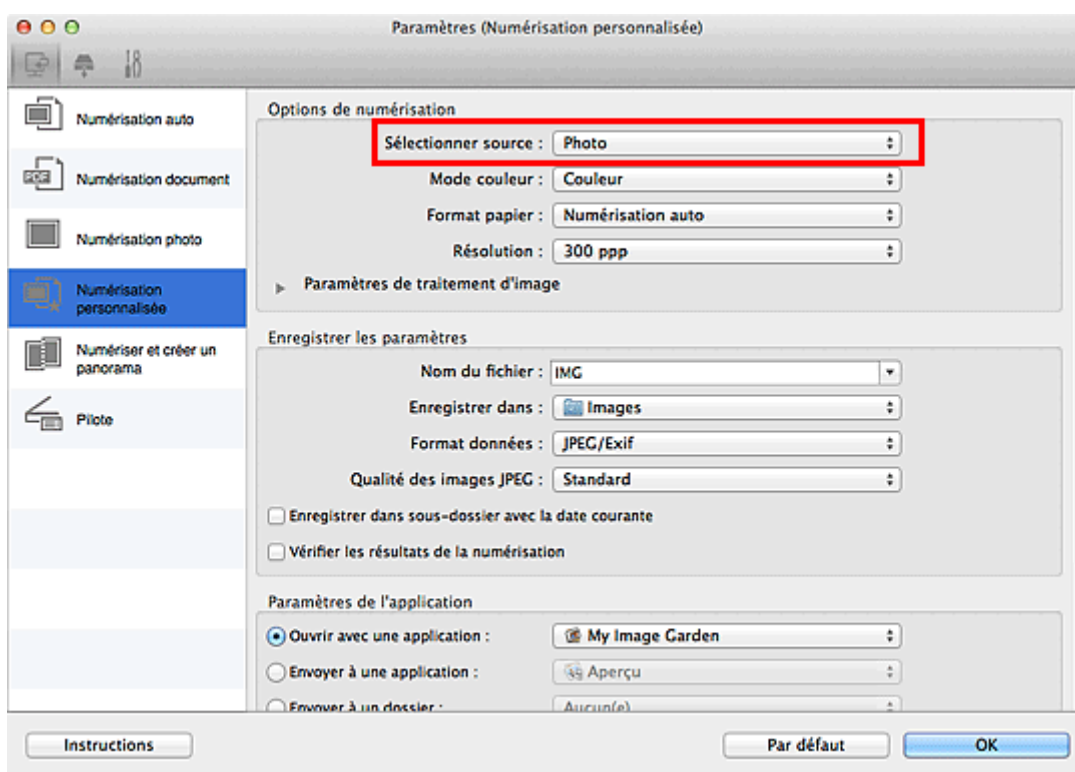 Paramètres (Numérisation personnalisée)
Numérisation auto
Numérisation document
Numérisation photo
Numérisation
personnalisée
Numériser et créer un
panorama
Pilote
Options de numérisation
Sélectionner source : Photo
Mode couleur : Couleur
Format papier : Numérisation auto
Résolution : 300 ppp
Paramètres de traitement d'image
Enregistrer les paramètres
Nom du fichier : IMG
Enregistrer dans : Images
Format données : JPEG/Exif
Qualité des images JPEG : Standard
Enregistrer dans sous-dossier avec la date courante
Vérifier les résultats de la numérisation
Paramètres de l'application
Ouvrir avec une application : My Image Garden
Envoyer à une application : Aperçu
Envoyer à un dossier : Aucun(e)
Instructions
Par défaut
OK